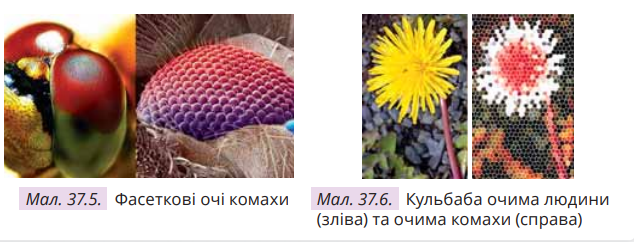 Мал. 37.5. Фасеткові очі комахи
Мал. 37.6. Кульбаба очима людини
(зліва) та очима комахи (справа)